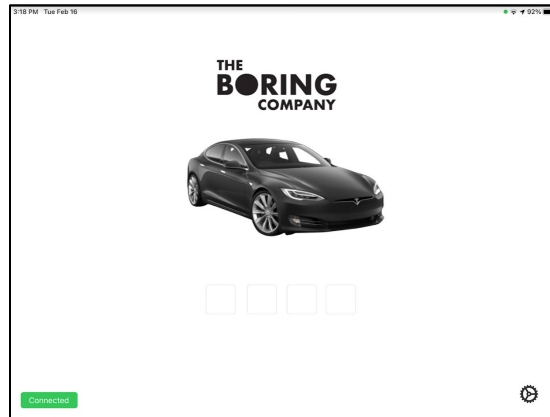 3:18 PM Tue Feb 16
92%
THE
BORING
COMPANY
Connected